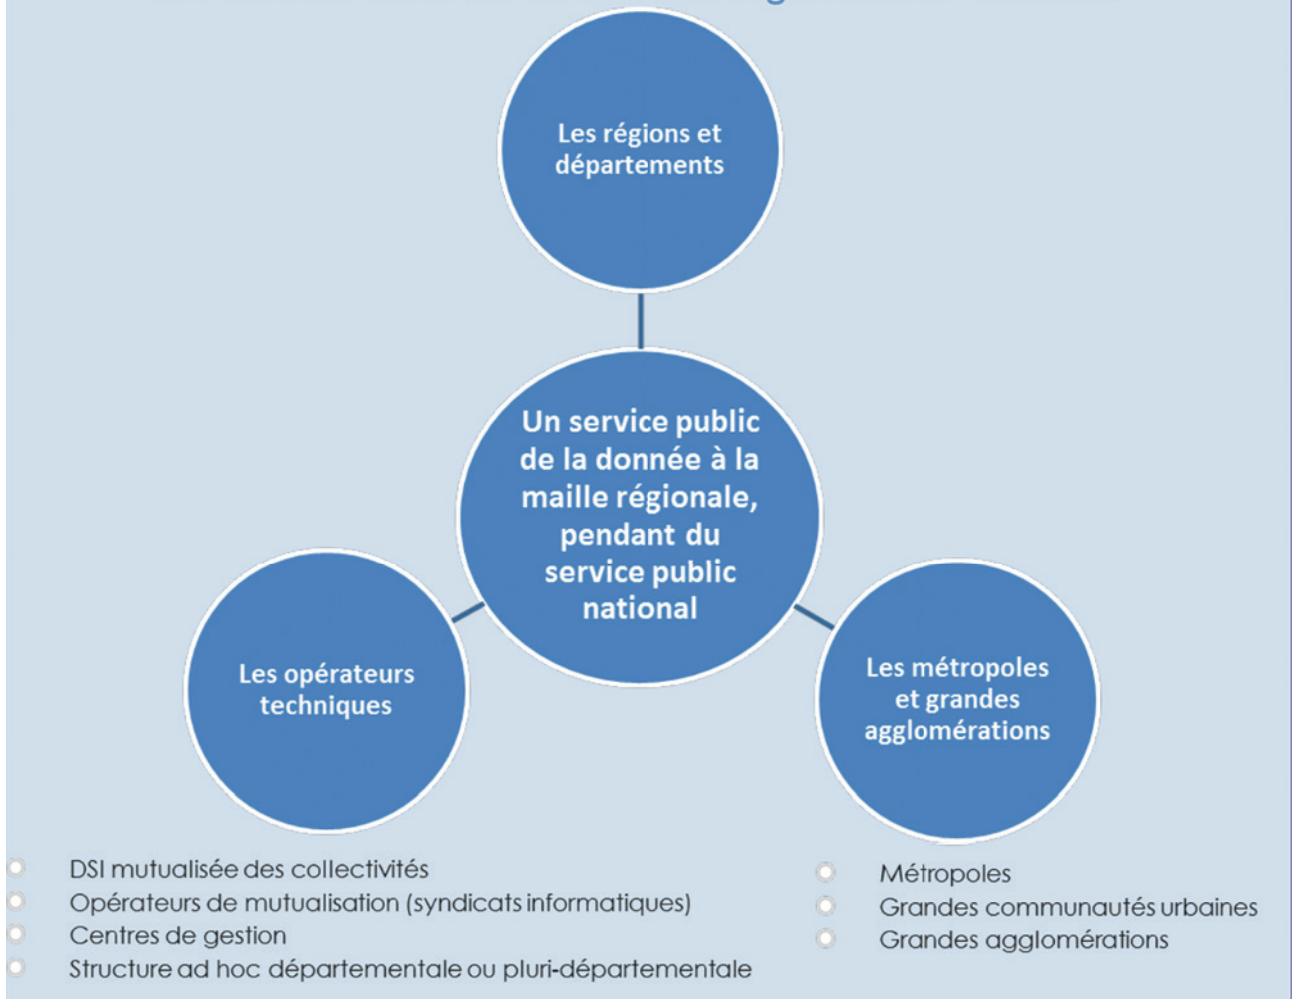 Les régions et
départements
Un service public
de la donnée à la
maille régionale,
pendant du
service public
national
Les opérateurs
techniques
Les métropoles
et grandes
agglomérations
DSI mutualisée des collectivités
Opérateurs de mutualisation (syndicats informatiques)
Centres de gestion
Structure ad hoc départementale ou pluri-départementale
Métropoles
Grandes communautés urbaines
Grandes agglomérations